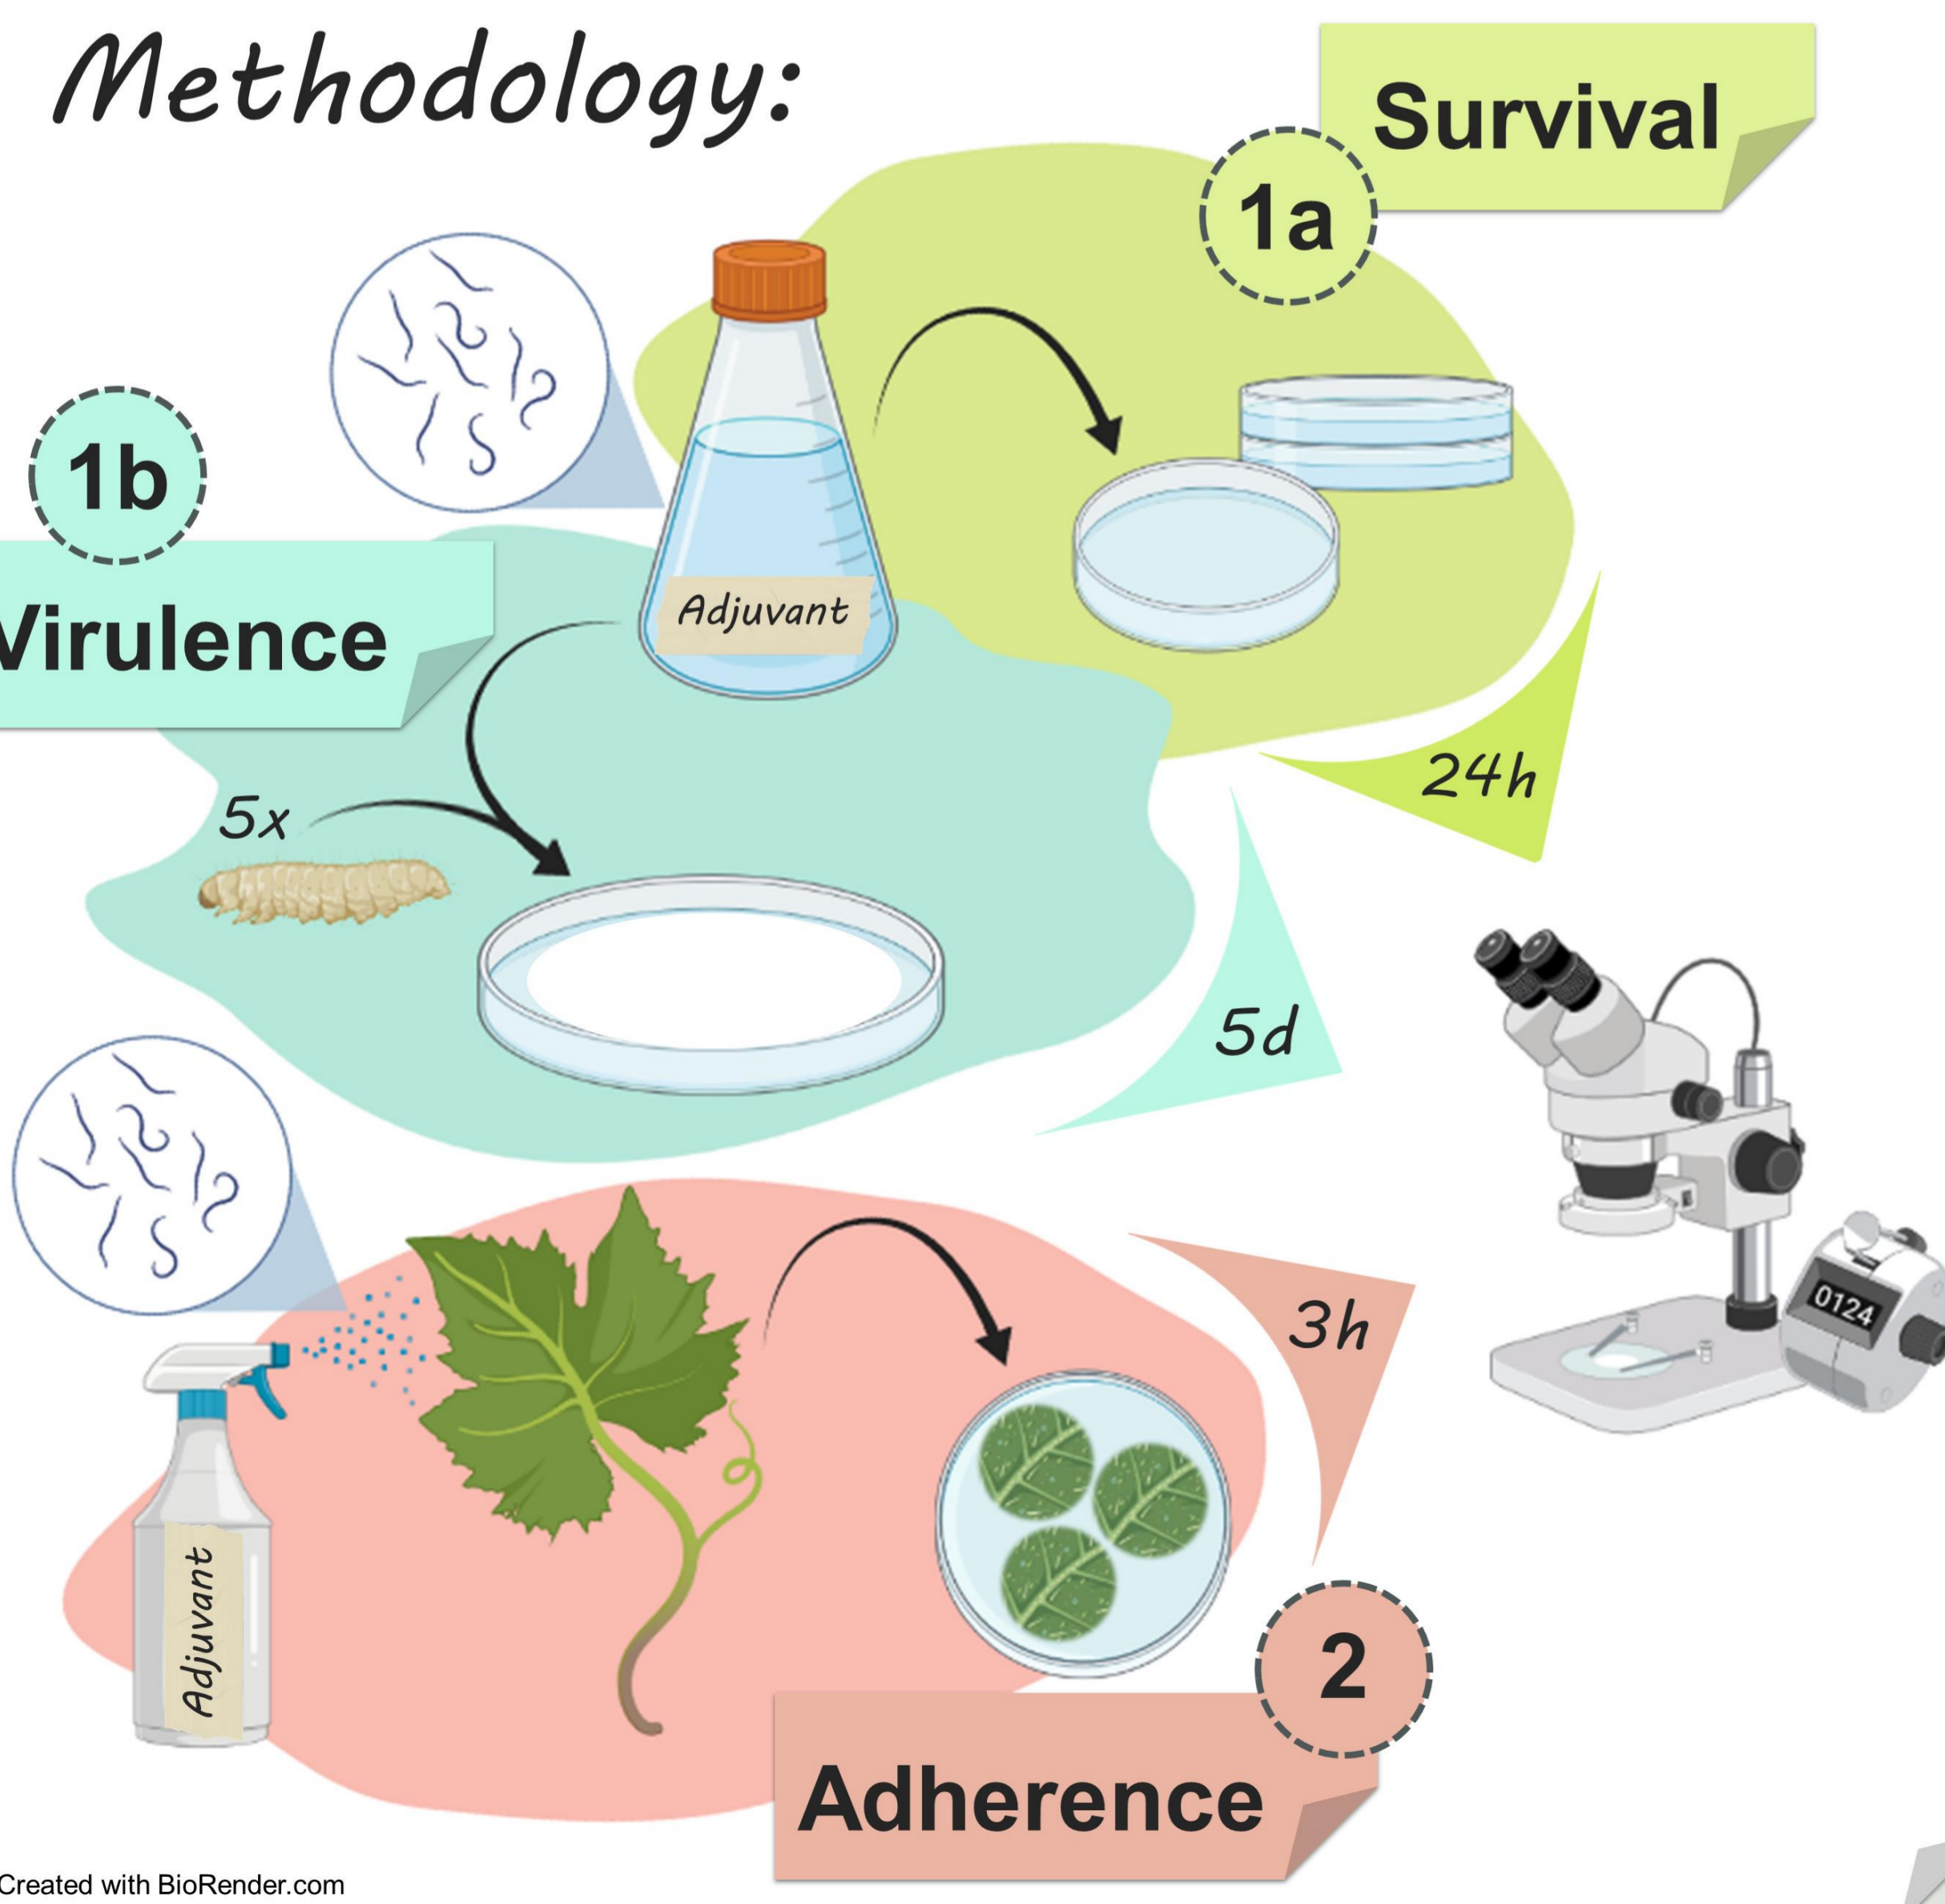 Methodology:
Survival
1a
1b
Adjuvant
Virulence
24h
5x
5d
3h
0124
Adjuvant
2
Adherence
Created with BioRender.com